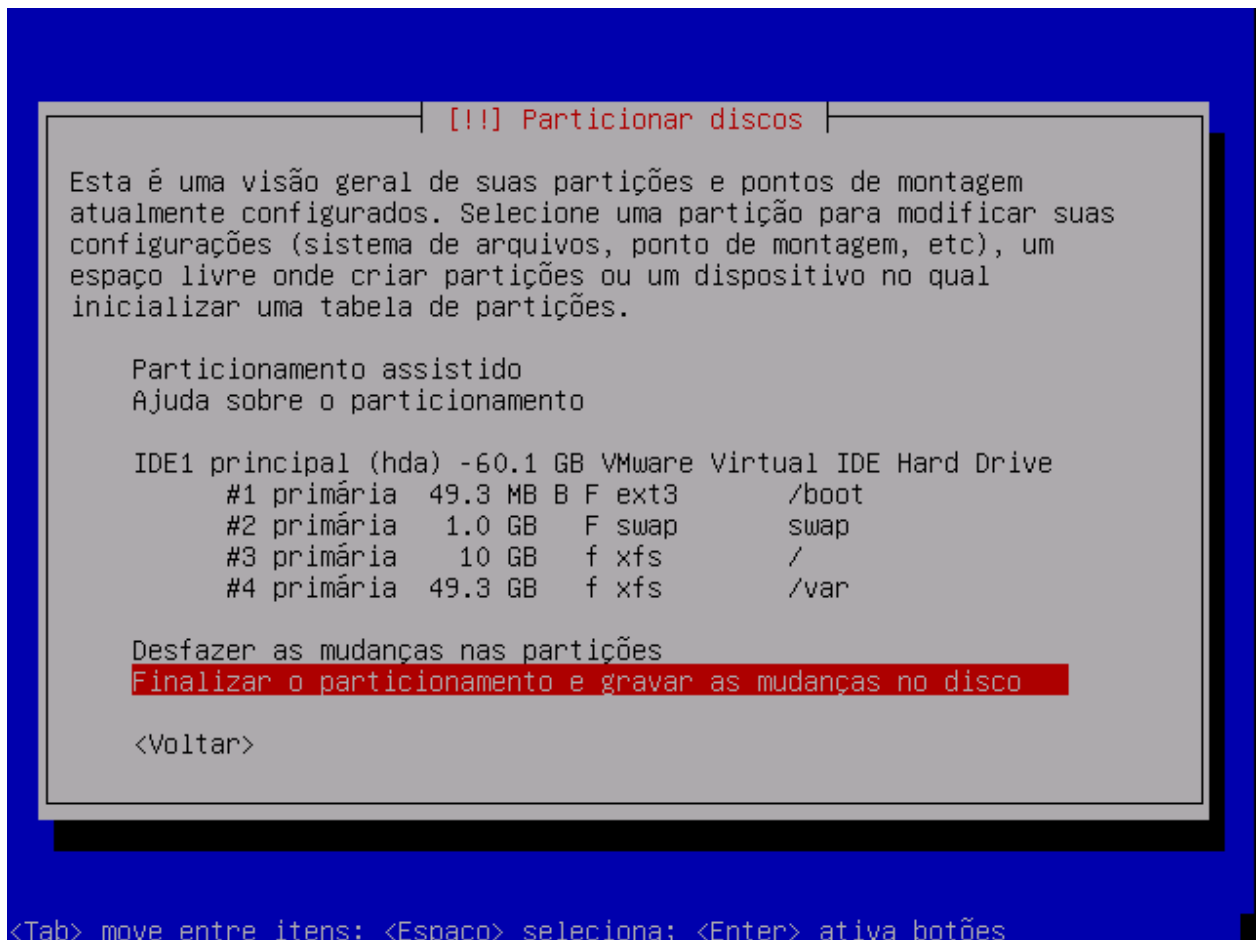 [!!] Particionar discos
Esta é uma visão geral de suas partições e pontos de montagem
atualmente configurados. Selecione uma partição para modificar suas
configurações (sistema de arquivos, ponto de montagem, etc), um
espaço livre onde criar partições ou um dispositivo no qual
inicializar uma tabela de partições.
Particionamento assistido
Ajuda sobre o particionamento
IDE1 principal (hda) -60.1 GB VMware Virtual IDE Hard Drive
#1 primária 49.3 MB B F ext3 /boot
#2 primária 1.0 GB F swap swap
#3 primária 10 GB f xfs /
#4 primária 49.3 GB f xfs /var
Desfazer as mudanças nas partições
Finalizar o particionamento e gravar as mudanças no disco
<Voltar>
<Tab> move entre itens; <Espaço> seleciona; <Enter> ativa botões